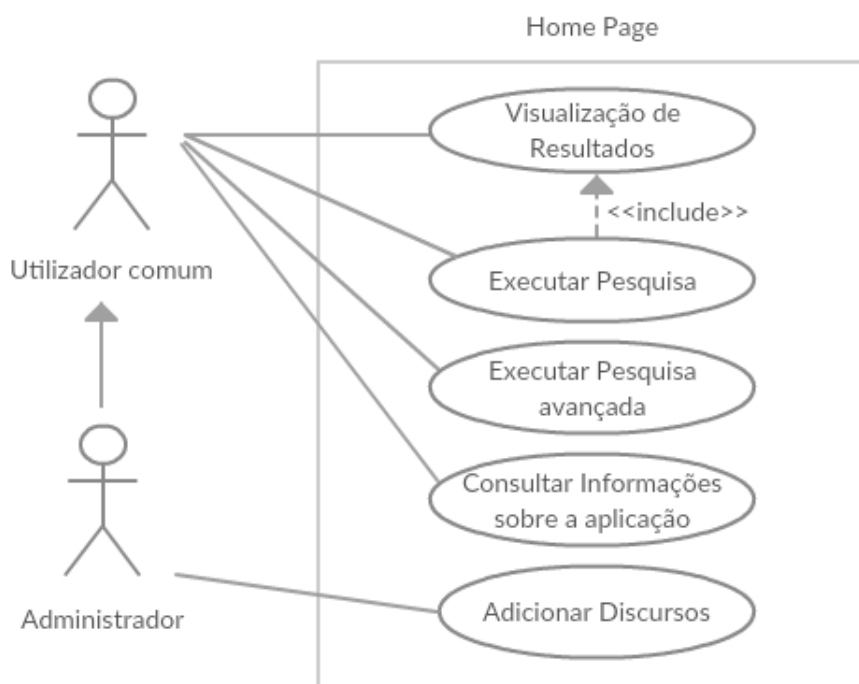 Home Page
Visualização de
Resultados
<<include>>
Utilizador comum
Executar Pesquisa
Executar Pesquisa
avançada
Consultar Informações
sobre a aplicação
Administrador
Adicionar Discursos